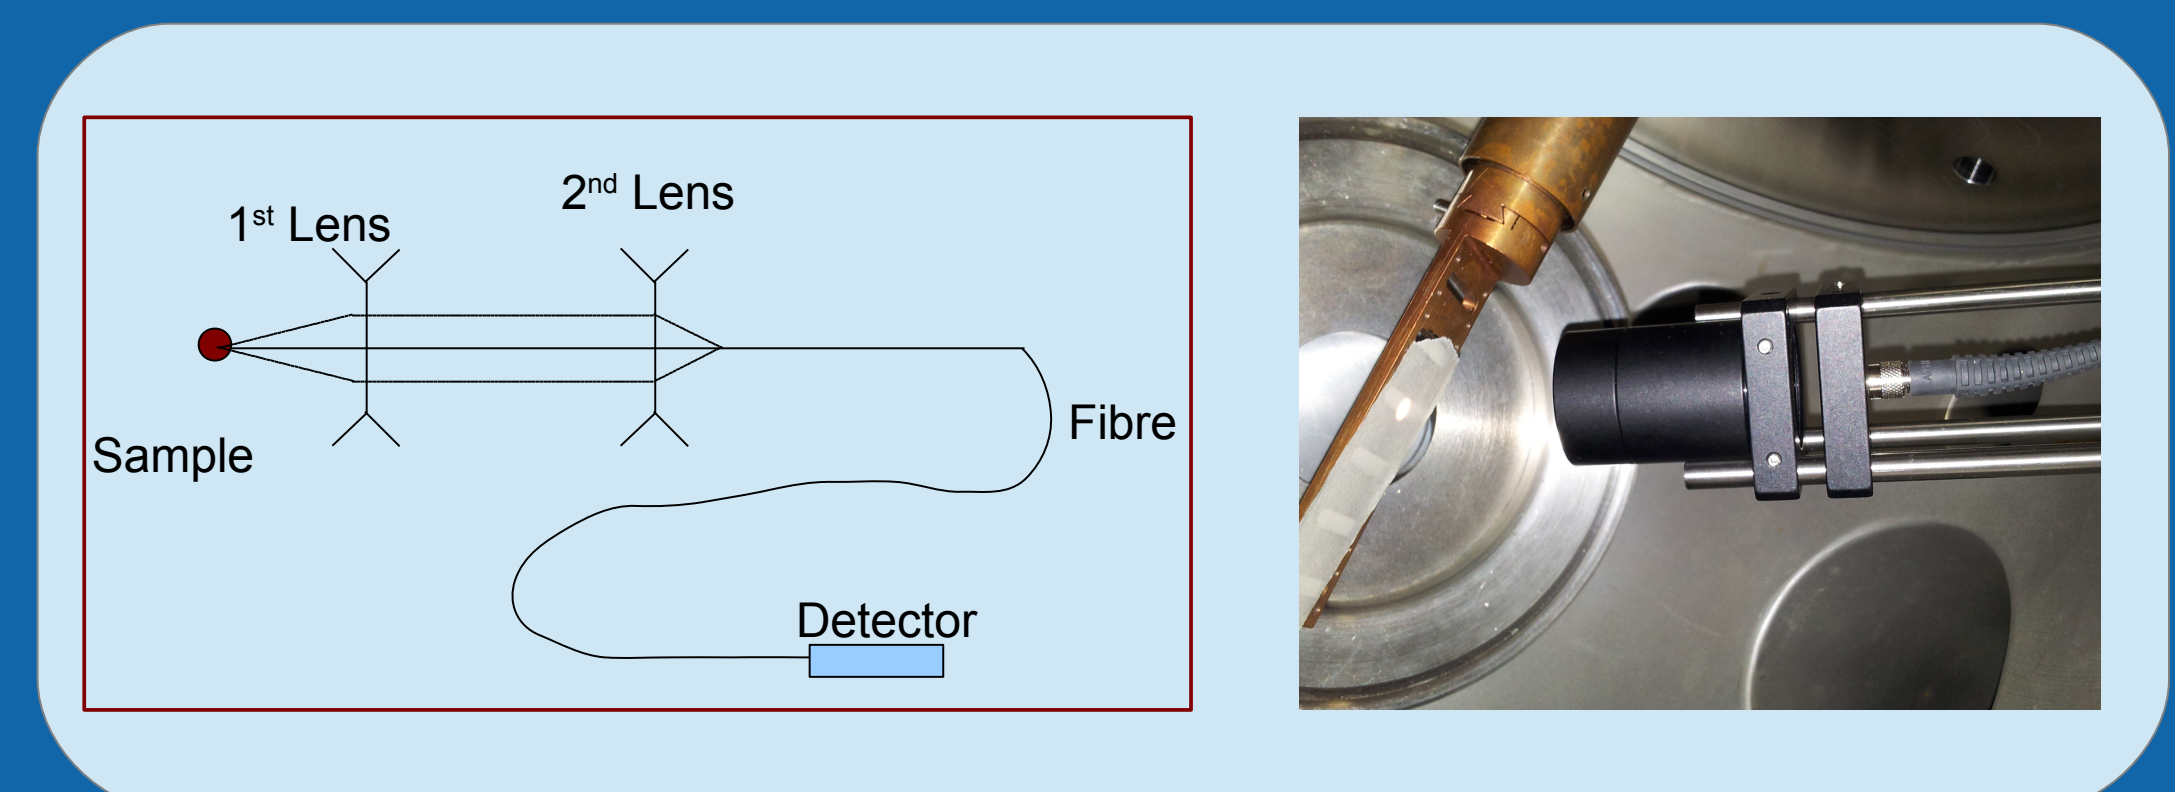 2nd Lens
1st Lens
Fibre
Sample
Detector